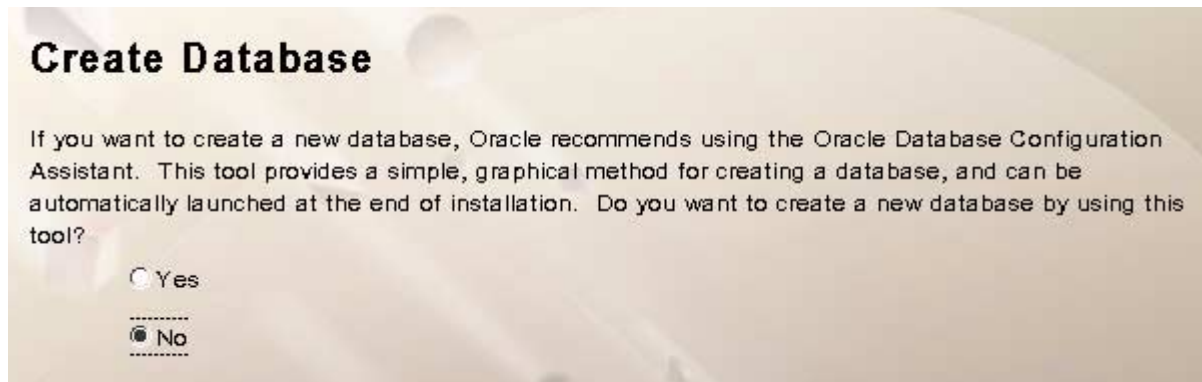 Create Database
If you want to create a new database, Oracle recommends using the Oracle Database Configuration
Assistant. This tool provides a simple, graphical method for creating a database, and can be
automatically launched at the end of installation. Do you want to create a new database by using this
tool?
Yes
No